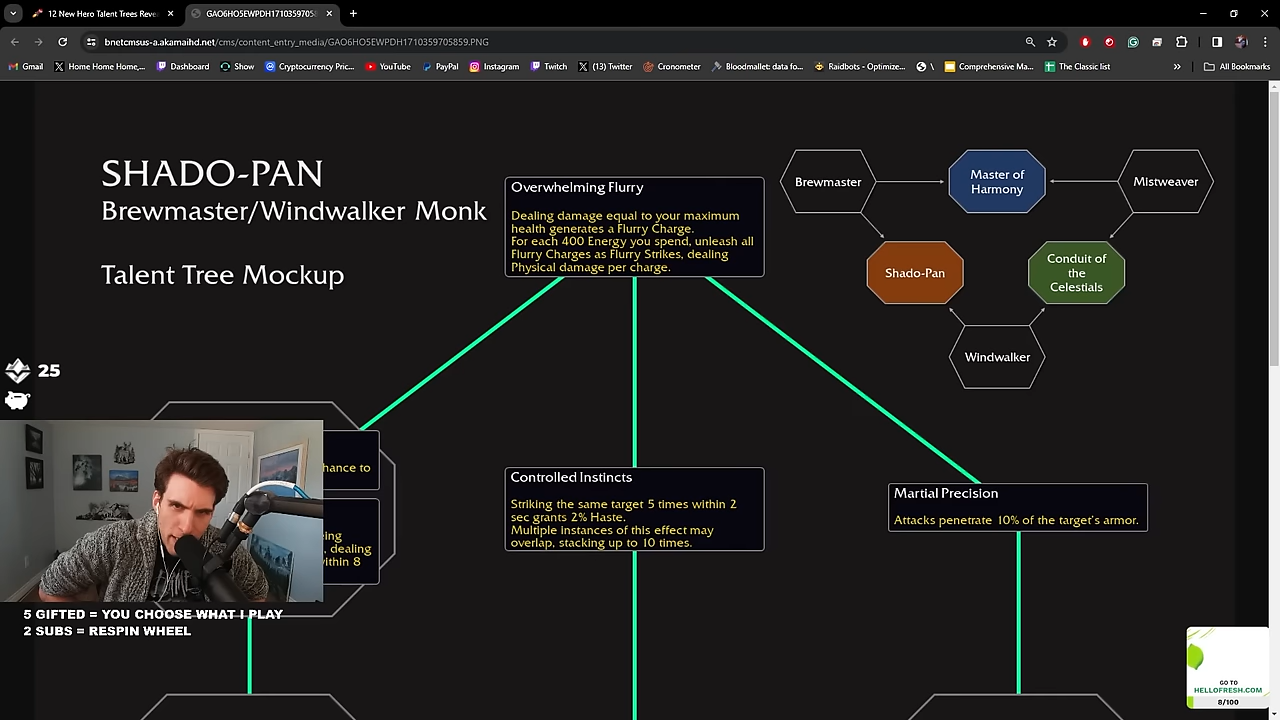 12 New Hero Talent Trees Reve
GAO6HO5EWPDH1710359705
bnetcmsus-a.akamaihd.net/cms/content_entry_media/GAO6HO5EWPDH1710359705859.PNG
Gmail
Home Home Home,...
Dashboard
Show
Cryptocurrency Pric...
YouTube
PayPal
Instagram
Twitch
(13) Twitter
Cronometer
Bloodmallet: data fo...
Raidbots - Optimize...
\
Comprehensive Ma...
The Classic list
»
All Bookmarks
SHADO-PAN
Brewmaster/Windwalker Monk
Talent Tree Mockup
Overwhelming Flurry
Dealing damage equal to your maximum
health generates a Flurry Charge.
For each 400 Energy you spend, unleash all
Flurry Charges as Flurry Strikes, dealing
Physical damage per charge.
Brewmaster
Master of
Harmony
Mistweaver
Shado-Pan
Conduit of
the
Celestials
Windwalker
25
hance to
ing
, dealing
ithin 8
Controlled Instincts
Striking the same target 5 times within 2
sec grants 2% Haste.
Multiple instances of this effect may
overlap, stacking up to 10 times.
Martial Precision
Attacks penetrate 10% of the target's armor.
5 GIFTED = YOU CHOOSE WHAT I PLAY
2 SUBS = RESPIN WHEEL
GO TO
HELLOFRESH.COM
8/100